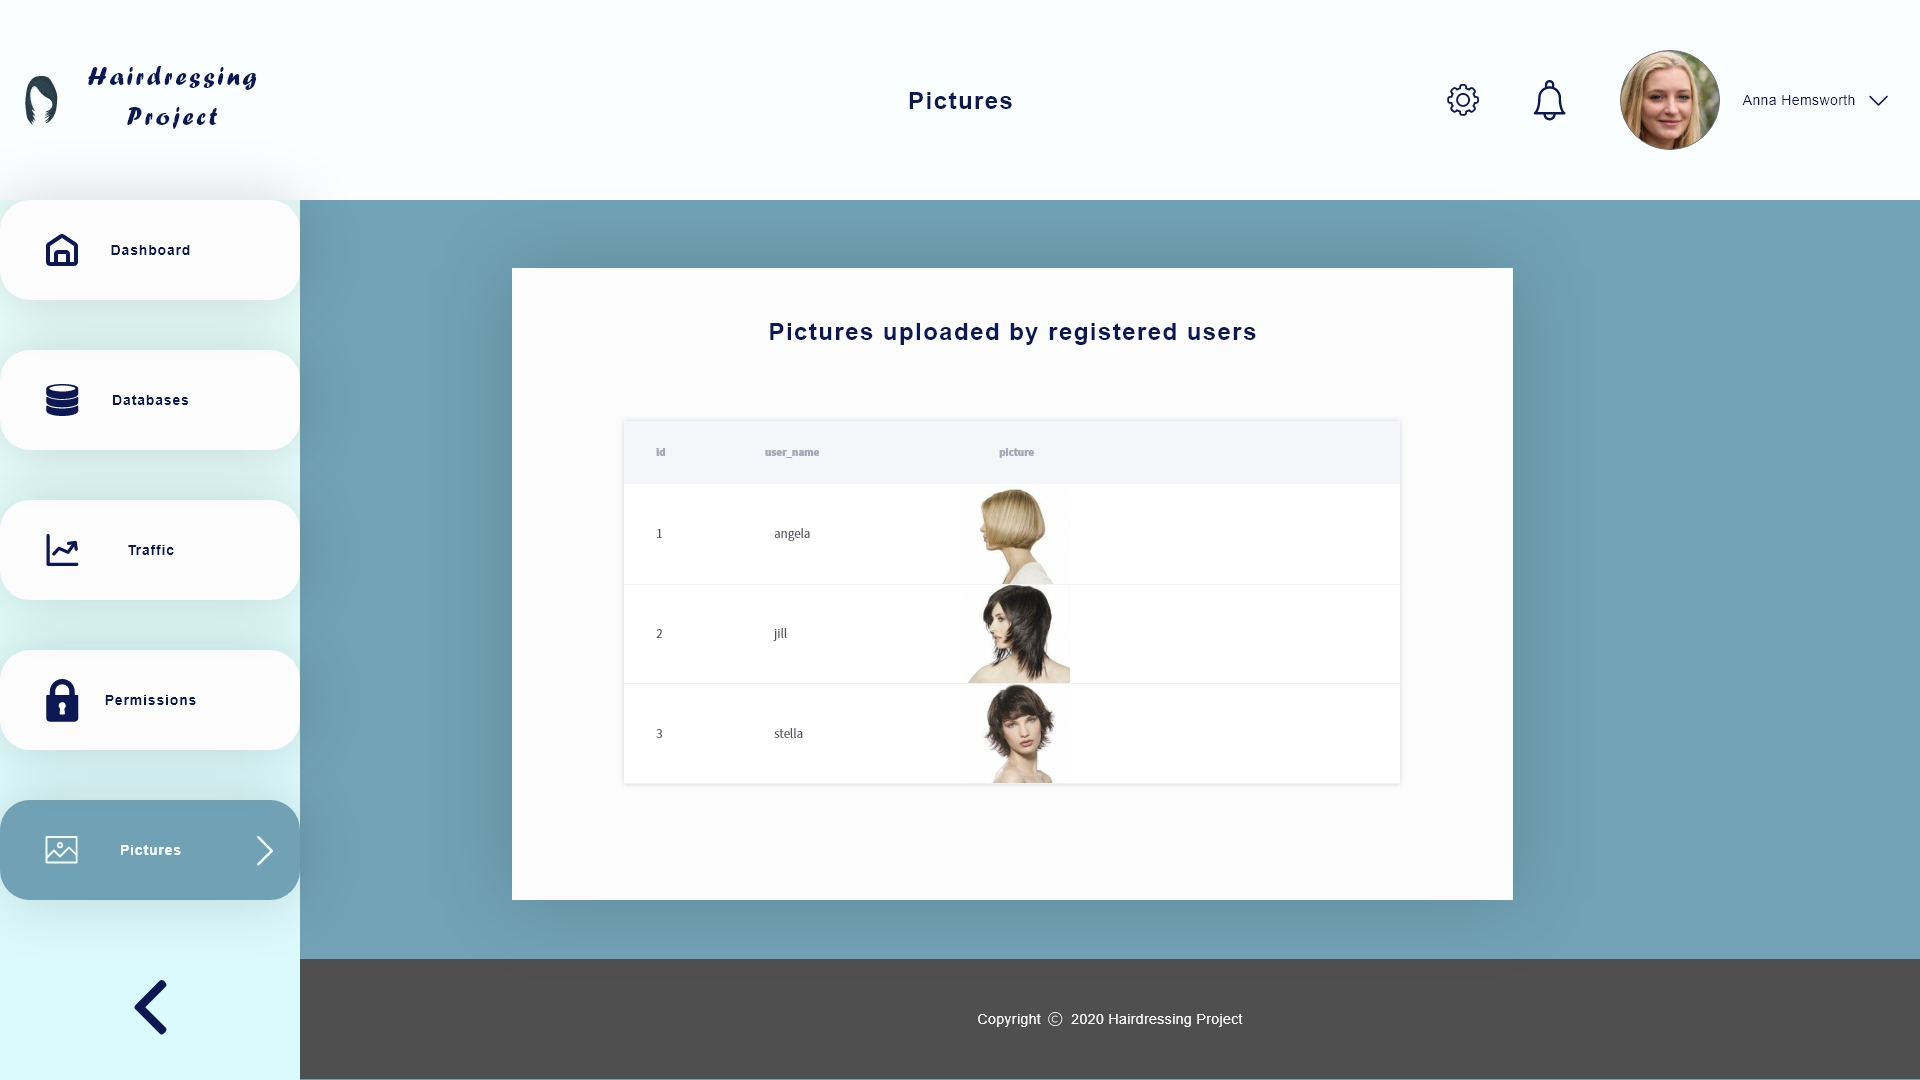 Hairdressing
Project
Pictures
Anna Hemsworth
Dashboard
Databases
Traffic
Permissions
Pictures
Pictures uploaded by registered users
id user_name picture
1 angela
2 jill
3 stella
Copyright © 2020 Hairdressing Project